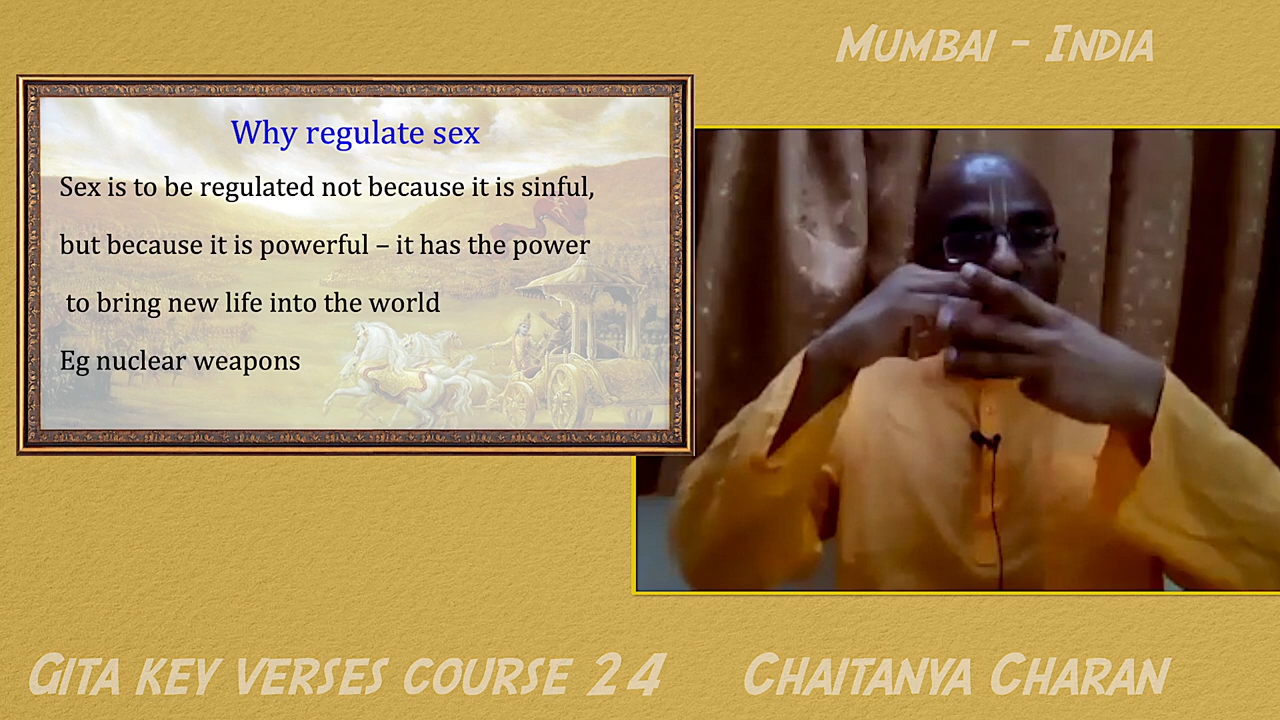 Mumbai - India
Why regulate sex
Sex is to be regulated not because it is sinful,
but because it is powerful – it has the power
to bring new life into the world
Eg nuclear weapons
Gita key verses course 24
Chaitanya Charan